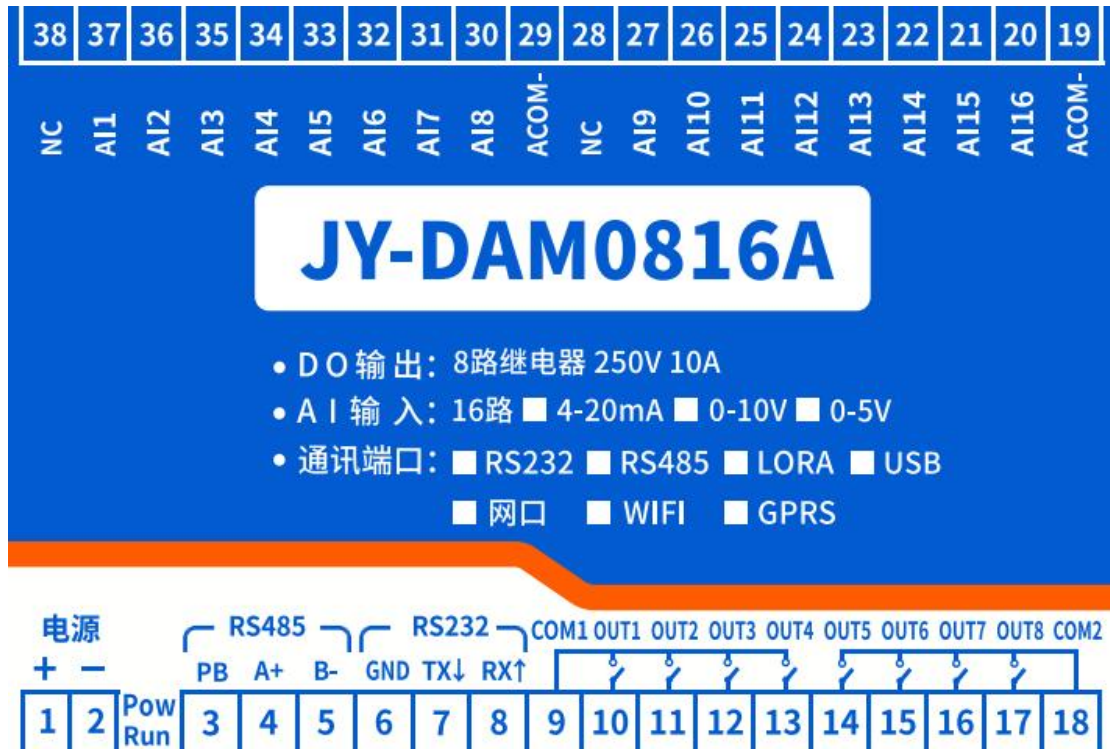 38 37 36 35 34 33 32 31 30 29 28 27 26 25 24 23 22 21 20 19
NC AI1 AI2 AI3 AI4 AI5 AI6 AI7 AI8 ACOM- NC AI9 AI10 AI11 AI12 AI13 AI14 AI15 AI16 ACOM-
JY-DAM0816A
• DO输出：8路继电器 250V 10A
• AI输入：16路 ■ 4-20mA ■ 0-10V ■ 0-5V
• 通讯端口：■ RS232 ■ RS485 ■ LORA ■ USB
■ 网口 ■ WIFI ■ GPRS
电源 RS485 RS232 COM1 OUT1 OUT2 OUT3 OUT4 OUT5 OUT6 OUT7 OUT8 COM2
+ − PB A+ B- GND TX↓ RX↑
1 2 Pow 3 4 5 6 7 8 9 10 11 12 13 14 15 16 17 18
Run